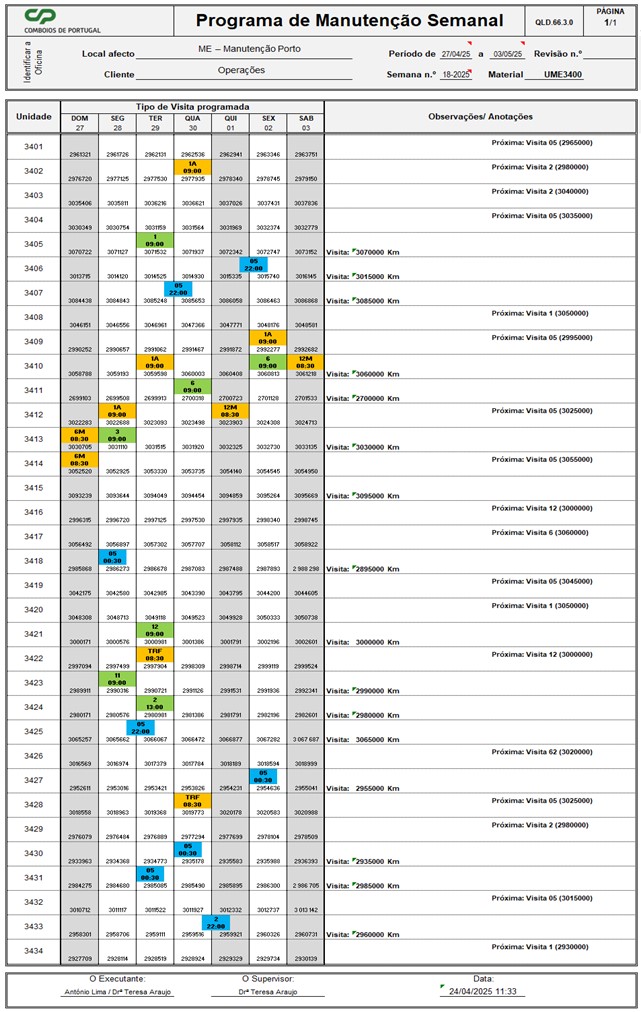 CP
COMBOIOS DE PORTUGAL
Programa de Manutenção Semanal
QLD.66.3.0
PÁGINA
1/1
Identificar a Oficina
Local afecto ME – Manutenção Porto
Período de 27/04/25 a 03/05/25 Revisão n.º
Cliente Operações
Semana n.º 18-2025 Material UME3400
Unidade Tipo de Visita programada Observações/ Anotações
DOM SEG TER QUA QUI SEX SAB
27 28 29 30 01 02 03
3401 Próxima: Visita 05 (2965000)
2961321 2961726 2962131 2962536 2962941 2963346 2963751
3402 1A 09:00 Próxima: Visita 2 (2980000)
2976720 2977125 2977530 2977935 2978340 2978745 2979150
3403 Próxima: Visita 2 (3040000)
3035406 3035811 3036216 3036621 3037026 3037431 3037836
3404 Próxima: Visita 05 (3035000)
3030349 3030754 3031159 3031564 3031969 3032374 3032779
3405 1 09:00
3070722 3071127 3071532 3071937 3072342 3072747 3073152 Visita: 3070000 Km
3406 05 22:00
3013715 3014120 3014525 3014930 3015335 3015740 3016145 Visita: 3015000 Km
3407 05 22:00
3084438 3084843 3085248 3085653 3086058 3086463 3086868 Visita: 3085000 Km
3408 Próxima: Visita 1 (3050000)
3046151 3046556 3046961 3047366 3047771 3048176 3048581
3409 1A 09:00 Próxima: Visita 05 (2995000)
2990252 2990657 2991062 2991467 2991872 2992277 2992682
3410 1A 09:00 6 09:00 12M 08:30
3058788 3059193 3059598 3060003 3060408 3060813 3061218 Visita: 3060000 Km
3411 6 09:00
2699103 2699508 2699913 2700318 2700723 2701128 2701533 Visita: 2700000 Km
3412 1A 09:00 12M 08:30 Próxima: Visita 05 (3025000)
3022283 3022688 3023093 3023498 3023903 3024308 3024713
3413 6M 08:30 3 09:00
3030705 3031110 3031515 3031920 3032325 3032730 3033135 Visita: 3030000 Km
3414 6M 08:30 Próxima: Visita 05 (3055000)
3052520 3052925 3053330 3053735 3054140 3054545 3054950
3415
3093239 3093644 3094049 3094454 3094859 3095264 3095669 Visita: 3095000 Km
3416 Próxima: Visita 12 (3000000)
2996315 2996720 2997125 2997530 2997935 2998340 2998745
3417 Próxima: Visita 6 (3060000)
3056492 3056897 3057302 3057707 3058112 3058517 3058922
3418 05 00:30
2985868 2986273 2986678 2987083 2987488 2987893 2 988 298 Visita: 2895000 Km
3419 Próxima: Visita 05 (3045000)
3042175 3042580 3042985 3043390 3043795 3044200 3044605
3420 Próxima: Visita 1 (3050000)
3048308 3048713 3049118 3049523 3049928 3050333 3050738
3421 12 09:00
3000171 3000576 3000981 3001386 3001791 3002196 3002601 Visita: 3000000 Km
3422 TRF 08:30 Próxima: Visita 12 (3000000)
2997094 2997499 2997904 2998309 2998714 2999119 2999524
3423 11 09:00
2989911 2990316 2990721 2991126 2991531 2991936 2992341 Visita: 2990000 Km
3424 2 13:00
2980171 2980576 2980981 2981386 2981791 2982196 2982601 Visita: 2980000 Km
3425 05 22:00
3065257 3065662 3066067 3066472 3066877 3067282 3 067 687 Visita: 3065000 Km
3426 Próxima: Visita 62 (3020000)
3016569 3016974 3017379 3017784 3018189 3018594 3018999
3427 05 00:30
2952611 2953016 2953421 2953826 2954231 2954636 2955041 Visita: 2955000 Km
3428 TRF 08:30 Próxima: Visita 05 (3025000)
3018558 3018963 3019368 3019773 3020178 3020583 3020988
3429 Próxima: Visita 2 (2980000)
2976079 2976484 2976889 2977294 2977699 2978104 2978509
3430 05 00:30
2933963 2934368 2934773 2935178 2935583 2935988 2936393 Visita: 2935000 Km
3431 05 00:30
2984275 2984680 2985085 2985490 2985895 2986300 2 986 705 Visita: 2985000 Km
3432 Próxima: Visita 05 (3015000)
3010712 3011117 3011522 3011927 3012332 3012737 3 013 142
3433 2 22:00
2958301 2958706 2959111 2959516 2959921 2960326 2960731 Visita: 2960000 Km
3434 Próxima: Visita 1 (2930000)
2927709 2928114 2928519 2928924 2929329 2929734 2930139
O Executante: O Supervisor: Data:
António Lima / Drª Teresa Araujo Drª Teresa Araujo 24/04/2025 11:33